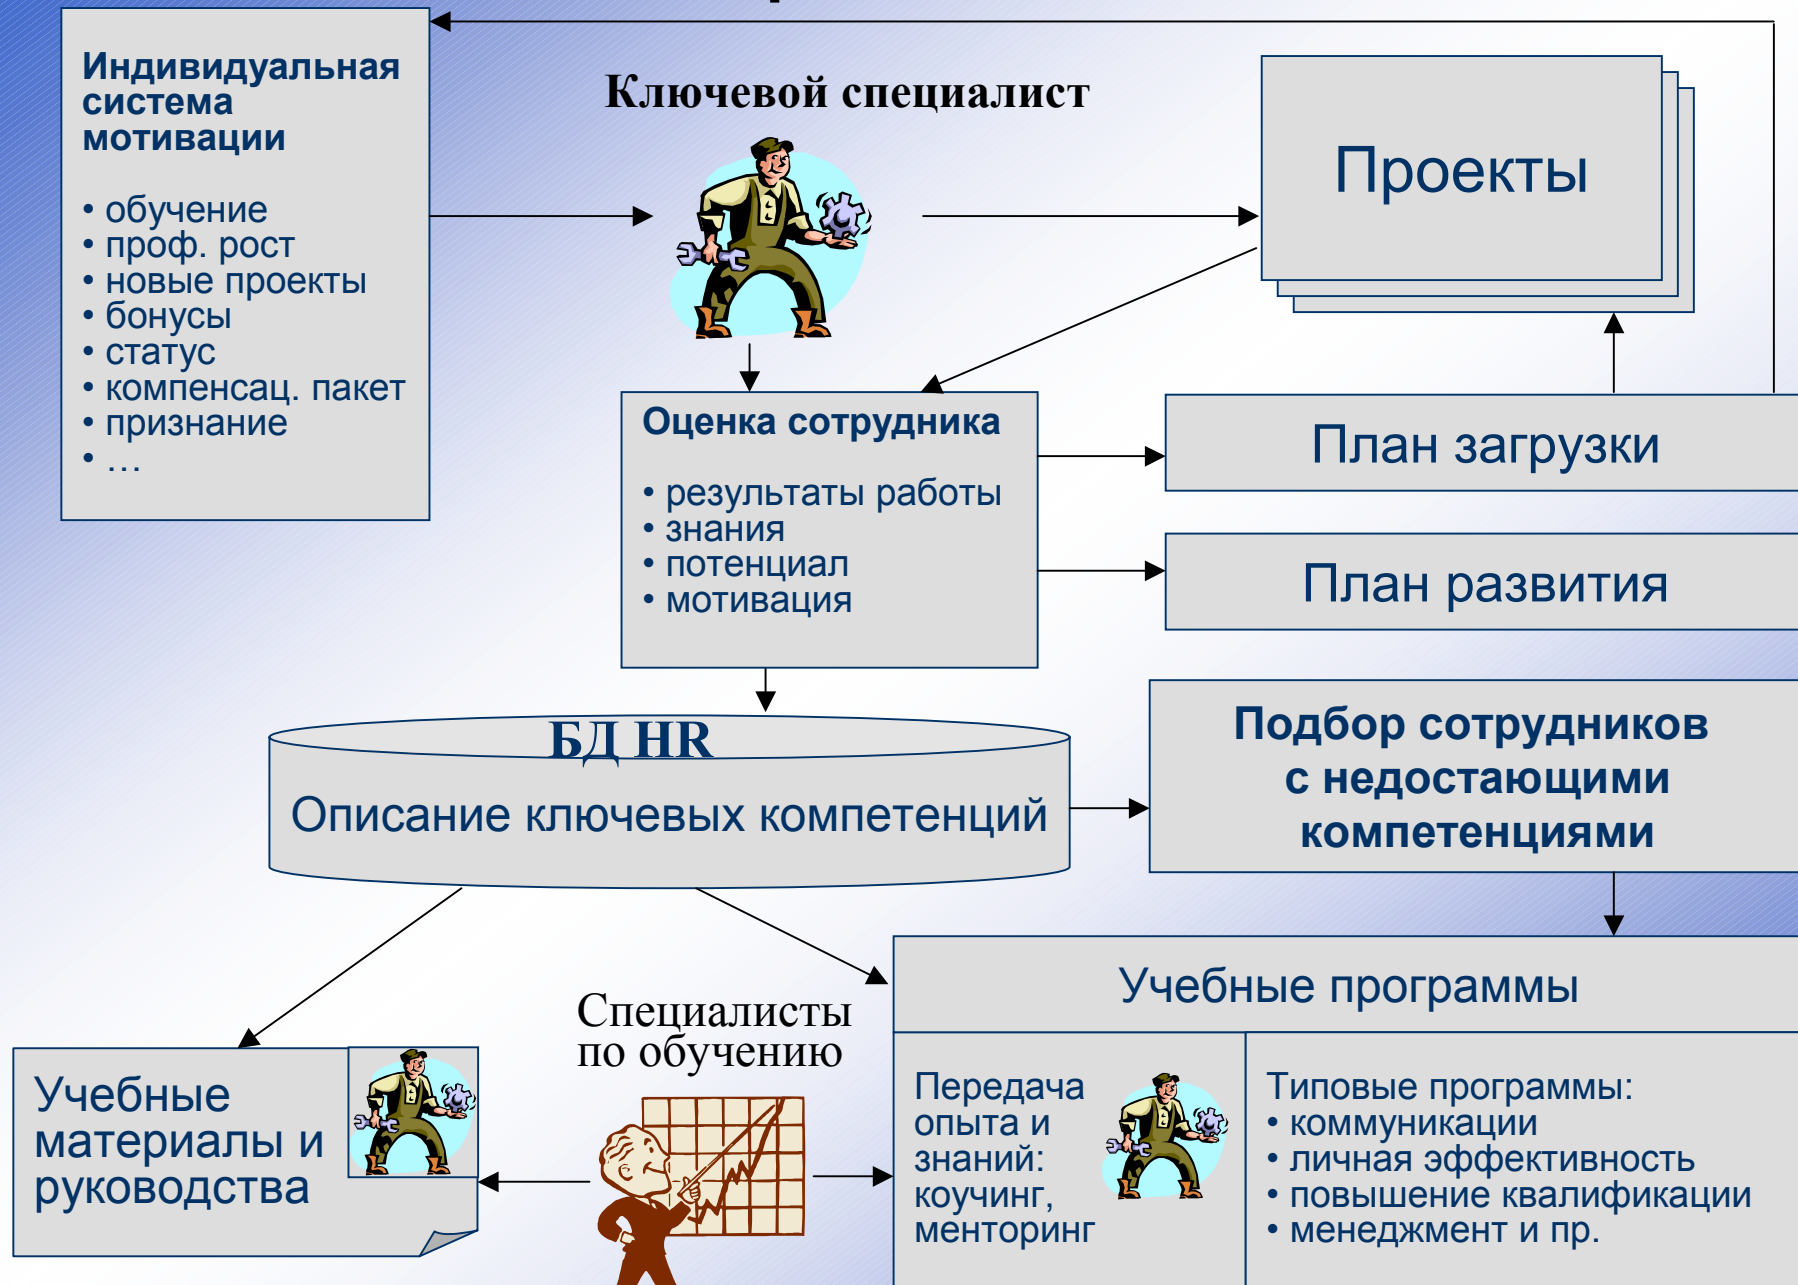 Индивидуальная
система
мотивации
• обучение
• проф. рост
• новые проекты
• бонусы
• статус
• компенсац. пакет
• признание
• …
Ключевой специалист
Проекты
Оценка сотрудника
• результаты работы
• знания
• потенциал
• мотивация
План загрузки
План развития
БД HR
Описание ключевых компетенций
Подбор сотрудников
с недостающими
компетенциями
Учебные программы
Специалисты
по обучению
Учебные
материалы и
руководства
Передача
опыта и
знаний:
коучинг,
менторинг
Типовые программы:
• коммуникации
• личная эффективность
• повышение квалификации
• менеджмент и пр.